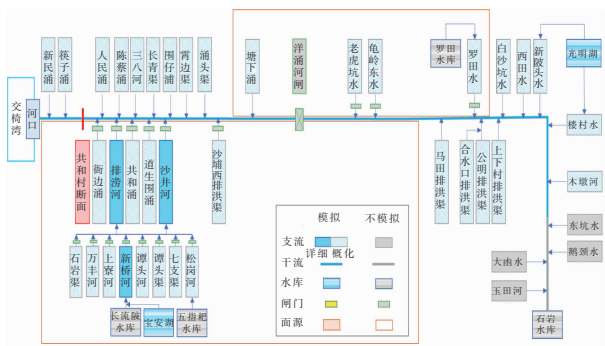 新民涌
筷子涌
人民涌
陈蔡涌
三八河
长青渠
围仔涌
宵边渠
涌头渠
塘下涌
洋涌河闸
老虎坑水
龟岭东水
罗田
水库
罗田水
白沙坑水
西田水
新陂头水
光明湖
交椅湾
河口
楼村水
共和村断面
衙边涌
排涝河
共和涌
道生围涌
沙井河
沙埔西排洪渠
马田排洪渠
合水口排洪渠
公明排洪渠
上下村排洪渠
木墩河
东坑水
鹅颈水
大凼水
玉田河
石岩
水库
石岩渠
万丰河
上寮河
新桥河
潭头河
潭头渠
七支渠
松岗河
长流陂
水库
宝安湖
五指耙
水库
模拟 不模拟
支流
详细 概化
干流
水库
闸门
面源